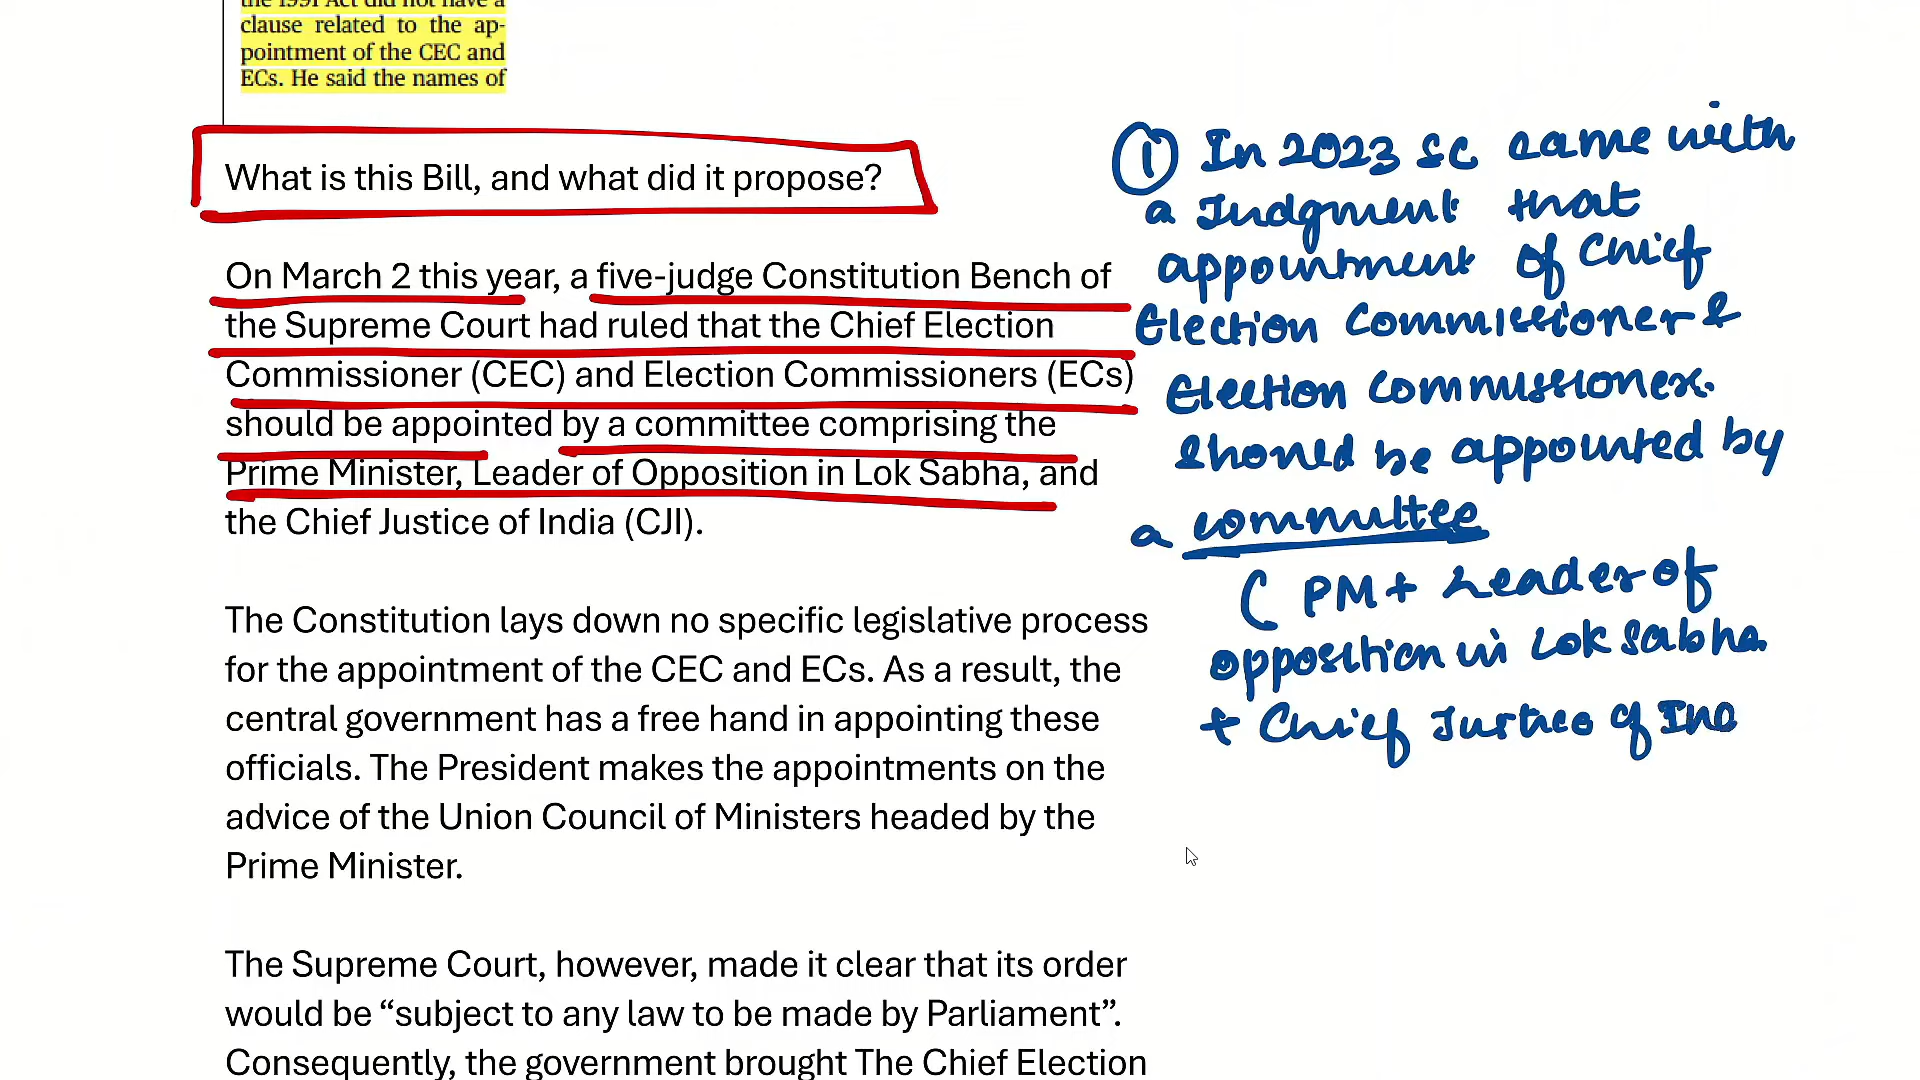 the 1991 Act did not have a
clause related to the ap-
pointment of the CEC and
ECs. He said the names of
What is this Bill, and what did it propose?
On March 2 this year, a five-judge Constitution Bench of
the Supreme Court had ruled that the Chief Election
Commissioner (CEC) and Election Commissioners (ECs)
should be appointed by a committee comprising the
Prime Minister, Leader of Opposition in Lok Sabha, and
the Chief Justice of India (CJI).
The Constitution lays down no specific legislative process
for the appointment of the CEC and ECs. As a result, the
central government has a free hand in appointing these
officials. The President makes the appointments on the
advice of the Union Council of Ministers headed by the
Prime Minister.
The Supreme Court, however, made it clear that its order
would be “subject to any law to be made by Parliament”.
Consequently, the government brought The Chief Election
① In 2023 SC came with
a Judgment that
appointment of Chief
Election Commissioner &
Election Commissioner.
should be appointed by
a committee
( PM + Leader of
opposition in Lok Sabha
+ Chief Justice of Ind